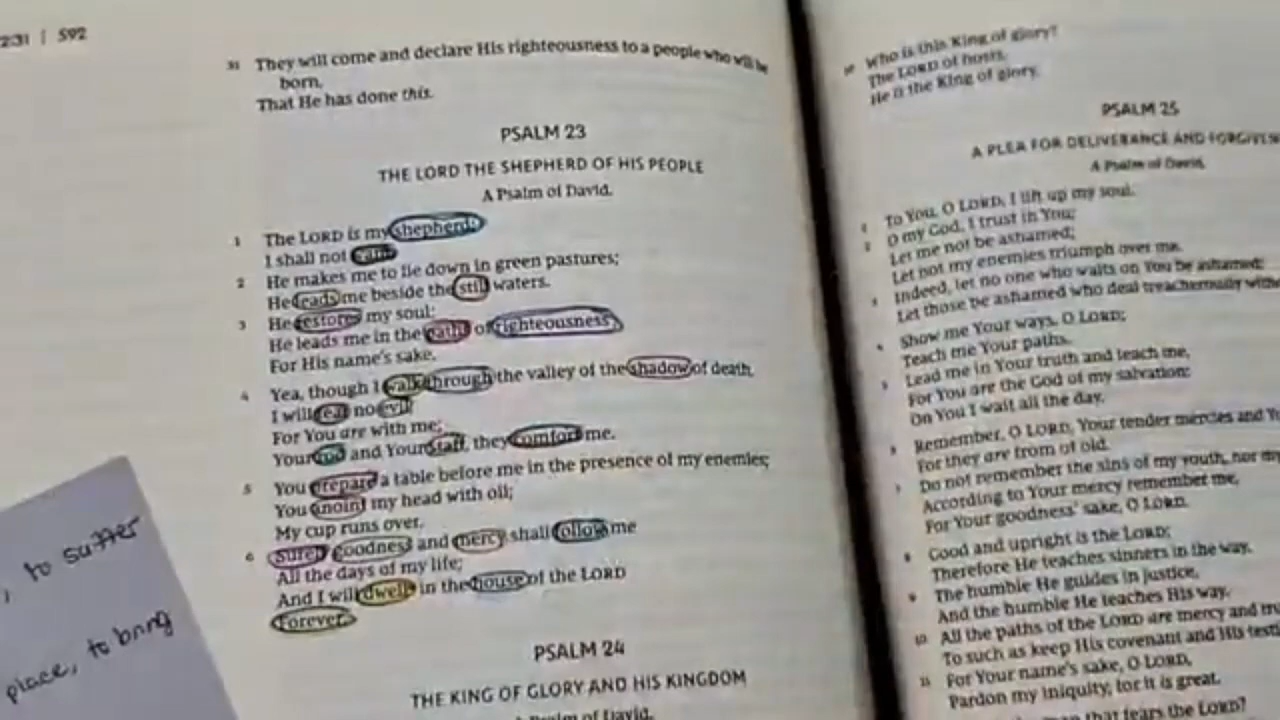 2:31 | 592
31 They will come and declare His righteousness to a people who will be
born,
That He has done this.
PSALM 23
THE LORD THE SHEPHERD OF HIS PEOPLE
A Psalm of David.
1 The LORD is my shepherd;
I shall not
2 He makes me to lie down in green pastures;
He leads me beside the still waters.
3 He restores my soul;
He leads me in the path of righteousness
For His name's sake.
4 Yea, though I walk through the valley of the shadow of death,
I will fear no evil;
For You are with me;
Your rod and Your staff, they comfort me.
5 You prepare a table before me in the presence of my enemies;
You anoint my head with oil;
My cup runs over.
6 Surely goodness and mercy shall follow me
All the days of my life;
And I will dwell in the house of the LORD
Forever.
PSALM 24
THE KING OF GLORY AND HIS KINGDOM
A Psalm of David.
to suffer
place, to bring
10 Who is this King of glory?
The LORD of hosts,
He is the King of glory.
PSALM 25
A PLEA FOR DELIVERANCE AND
A Psalm of David.
1 To You, O LORD, I lift up my soul.
2 O my God, I trust in You;
Let me not be ashamed;
Let not my enemies triumph over me.
3 Indeed, let no one who waits on You be ashamed;
Let those be ashamed who deal treacherously
4 Show me Your ways, O LORD;
Teach me Your paths.
5 Lead me in Your truth and teach me,
For You are the God of my salvation;
On You I wait all the day.
6 Remember, O LORD, Your tender mercies and
For they are from of old.
7 Do not remember the sins of my youth, nor my
According to Your mercy remember me,
For Your goodness' sake, O LORD.
8 Good and upright is the LORD;
Therefore He teaches sinners in the way.
9 The humble He guides in justice,
And the humble He teaches His way.
10 All the paths of the LORD are mercy and
To such as keep His covenant and His
11 For Your name's sake, O LORD,
Pardon my iniquity, for it is great.
that fears the LORD?